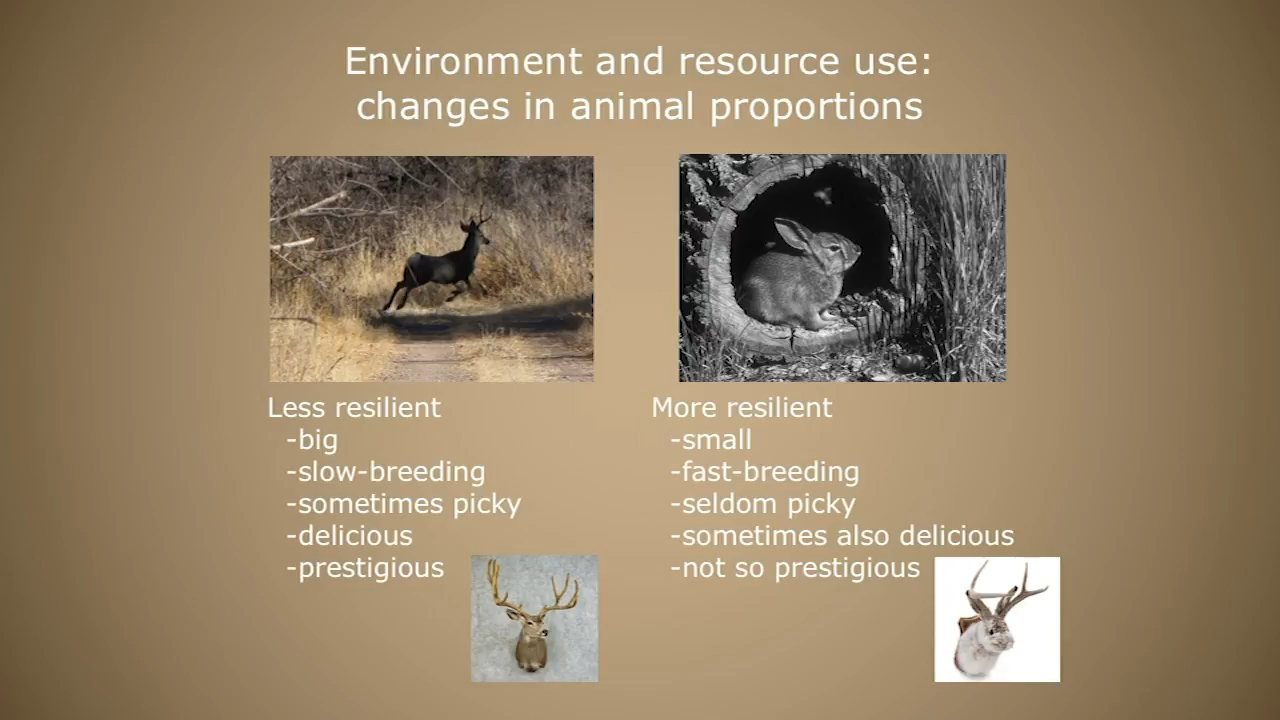 Environment and resource use:
changes in animal proportions
Less resilient
-big
-slow-breeding
-sometimes picky
-delicious
-prestigious
More resilient
-small
-fast-breeding
-seldom picky
-sometimes also delicious
-not so prestigious